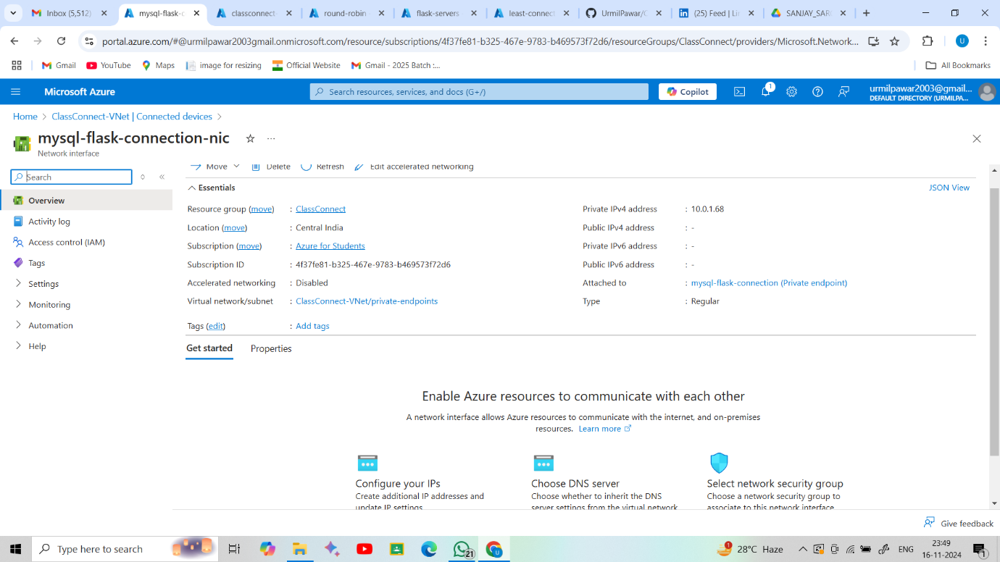 Inbox (5,512)
mysql-flask-c
classconnect
round-robin
flask-servers
least-connect
UrmilPawar/C
(25) Feed | Lin
SANJAY_SAR
portal.azure.com/#@urmilpawar2003gmail.onmicrosoft.com/resource/subscriptions/4f37fe81-b325-467e-9783-b469573f72d6/resourceGroups/ClassConnect/providers/Microsoft.Network...
U
Gmail
YouTube
Maps
image for resizing
Official Website
Gmail - 2025 Batch :...
All Bookmarks
Microsoft Azure
Search resources, services, and docs (G+/)
Copilot
1
urmilpawar2003@gmail...
DEFAULT DIRECTORY (URMILPA...
Home > ClassConnect-VNet | Connected devices >
mysql-flask-connection-nic
Network interface
Search
Overview
Activity log
Access control (IAM)
Tags
Settings
Monitoring
Automation
Help
Move
Delete
Refresh
Edit accelerated networking
Essentials
JSON View
Resource group (move) : ClassConnect
Location (move) : Central India
Subscription (move) : Azure for Students
Subscription ID : 4f37fe81-b325-467e-9783-b469573f72d6
Accelerated networking : Disabled
Virtual network/subnet : ClassConnect-VNet/private-endpoints
Private IPv4 address : 10.0.1.68
Public IPv4 address : -
Private IPv6 address : -
Public IPv6 address : -
Attached to : mysql-flask-connection (Private endpoint)
Type : Regular
Tags (edit) : Add tags
Get started
Properties
Enable Azure resources to communicate with each other
A network interface allows Azure resources to communicate with the internet, and on-premises
resources. Learn more
Configure your IPs
Create additional IP addresses and
update IP settings
Choose DNS server
Choose whether to inherit the DNS
server settings from the virtual network
Select network security group
Choose a network security group to
associate to this network interface
Give feedback
Type here to search
21
U
1
28°C Haze
ENG
23:49
16-11-2024
1